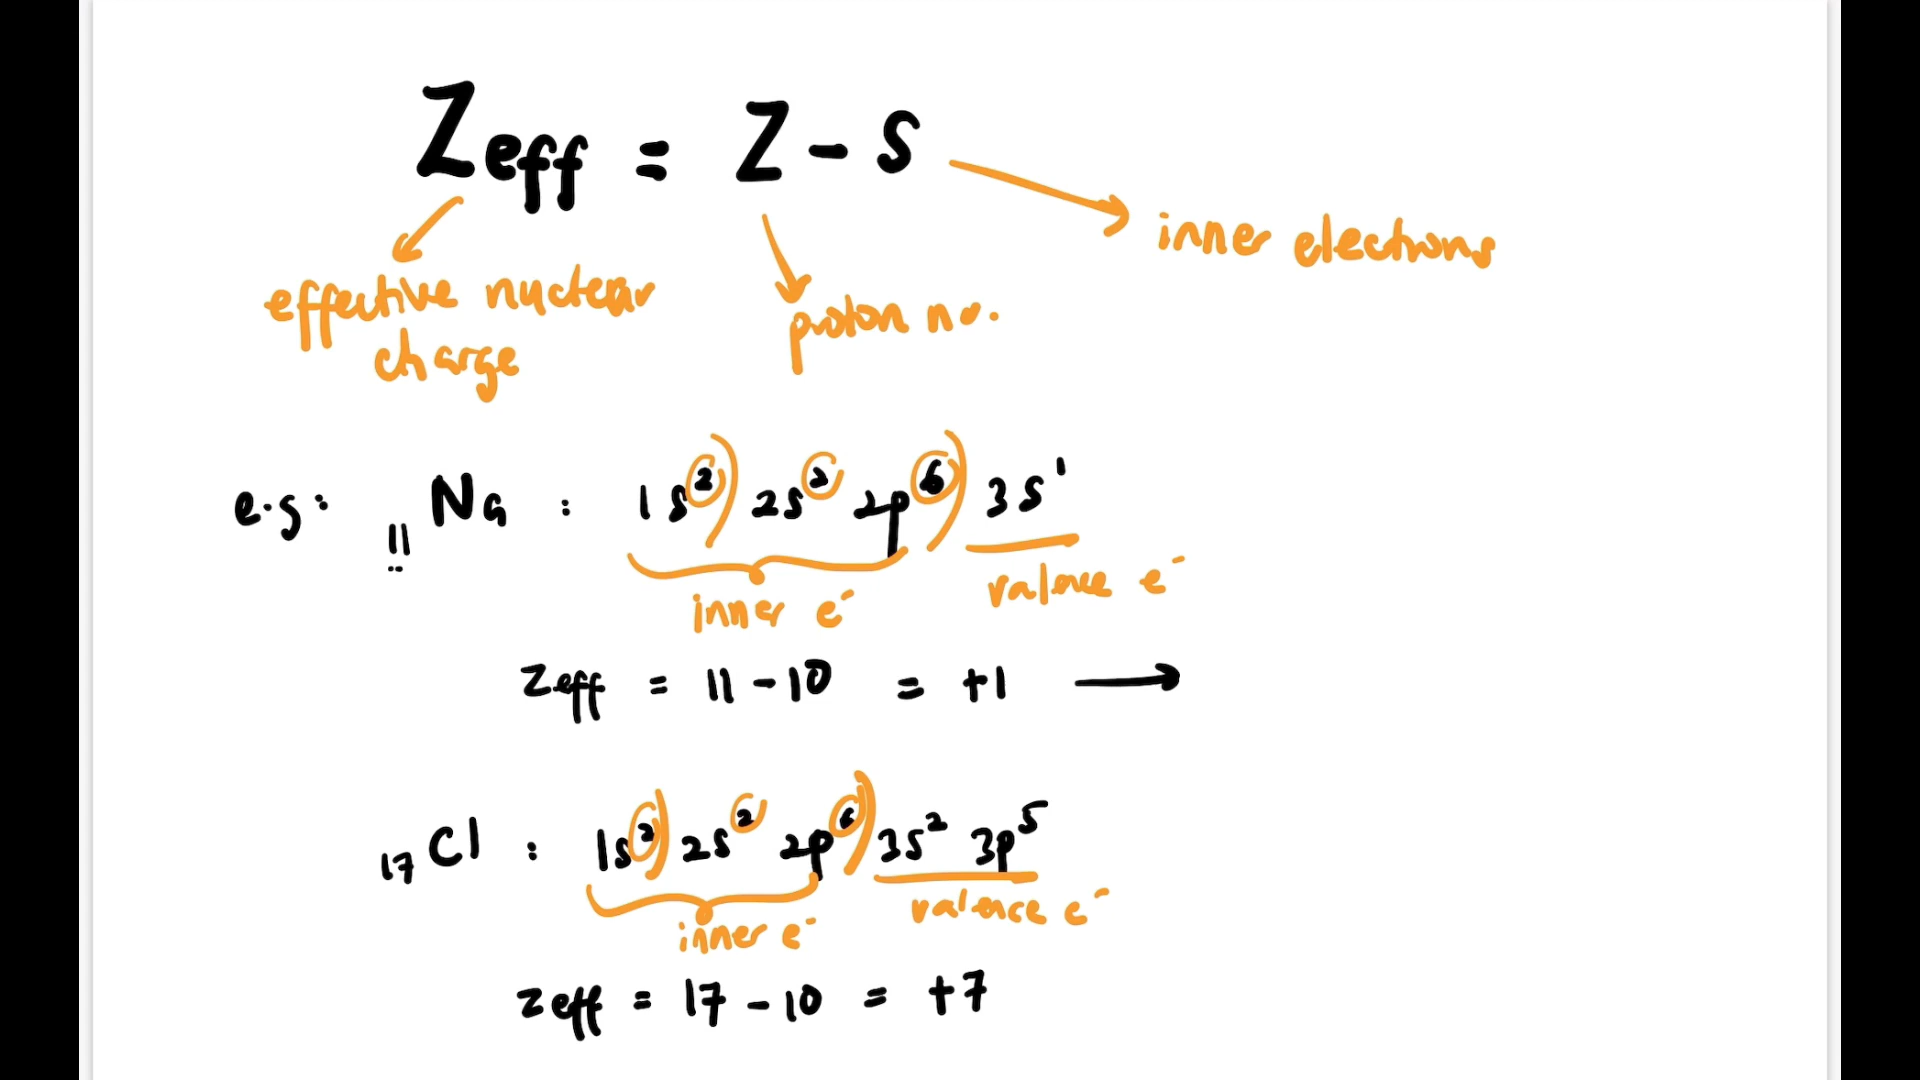 Zeff = Z - S
inner electrons
effective nuclear charge
proton no.
e.g: ₁₁Na : 1s² 2s² 2p⁶ 3s¹
inner e⁻
valence e⁻
Zeff = 11 - 10 = +1 →
₁₇Cl : 1s² 2s² 2p⁶ 3s² 3p⁵
inner e⁻
valence e⁻
Zeff = 17 - 10 = +7